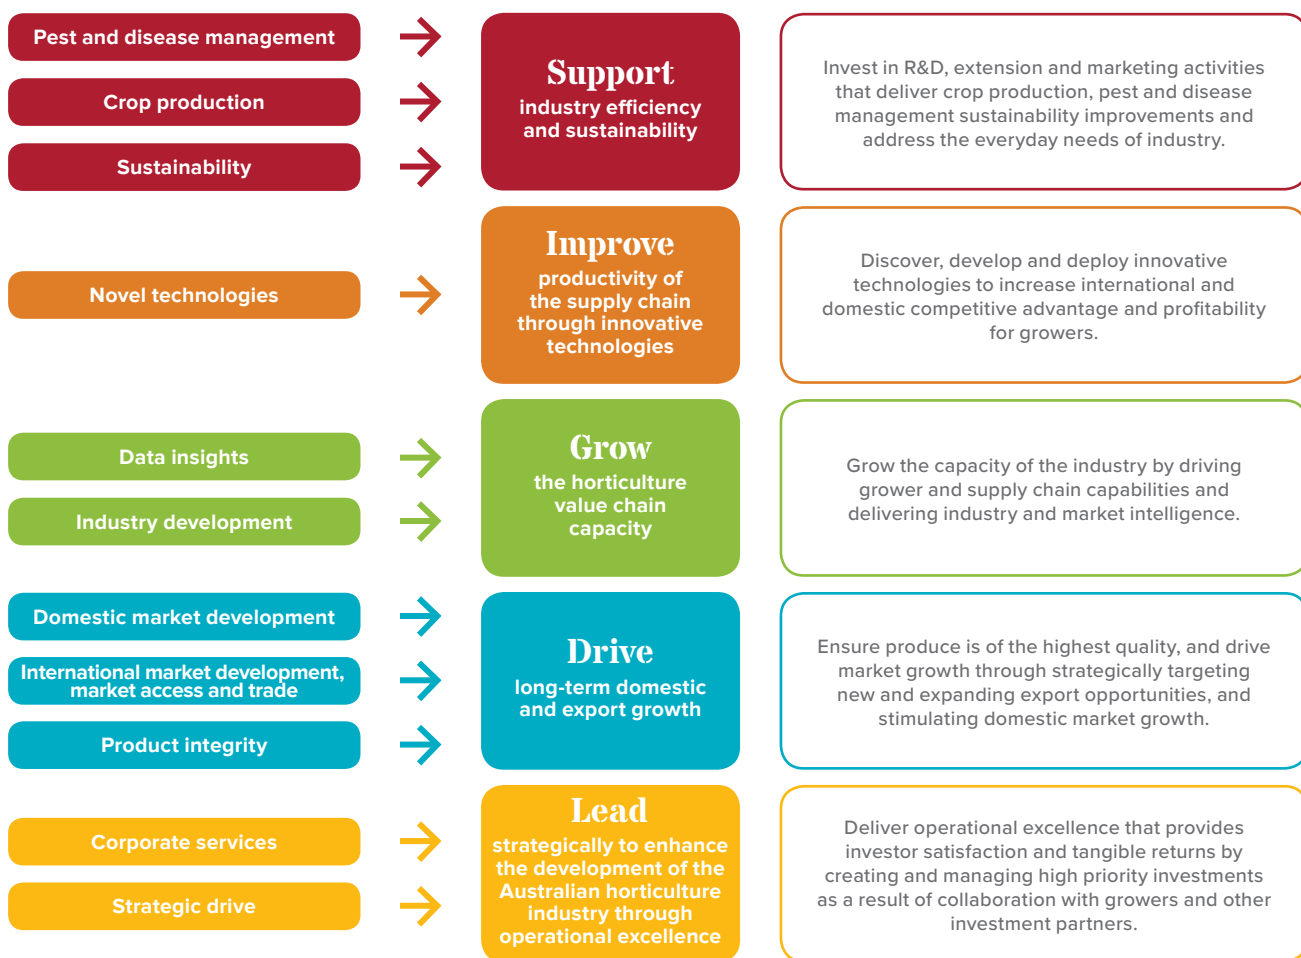 Pest and disease management
Crop production
Sustainability
Support
industry efficiency
and sustainability
Invest in R&D, extension and marketing activities
that deliver crop production, pest and disease
management sustainability improvements and
address the everyday needs of industry.
Novel technologies
Improve
productivity of
the supply chain
through innovative
technologies
Discover, develop and deploy innovative
technologies to increase international and
domestic competitive advantage and profitability
for growers.
Data insights
Industry development
Grow
the horticulture
value chain
capacity
Grow the capacity of the industry by driving
grower and supply chain capabilities and
delivering industry and market intelligence.
Domestic market development
International market development,
market access and trade
Product integrity
Drive
long-term domestic
and export growth
Ensure produce is of the highest quality, and drive
market growth through strategically targeting
new and expanding export opportunities, and
stimulating domestic market growth.
Corporate services
Strategic drive
Lead
strategically to enhance
the development of the
Australian horticulture
industry through
operational excellence
Deliver operational excellence that provides
investor satisfaction and tangible returns by
creating and managing high priority investments
as a result of collaboration with growers and other
investment partners.